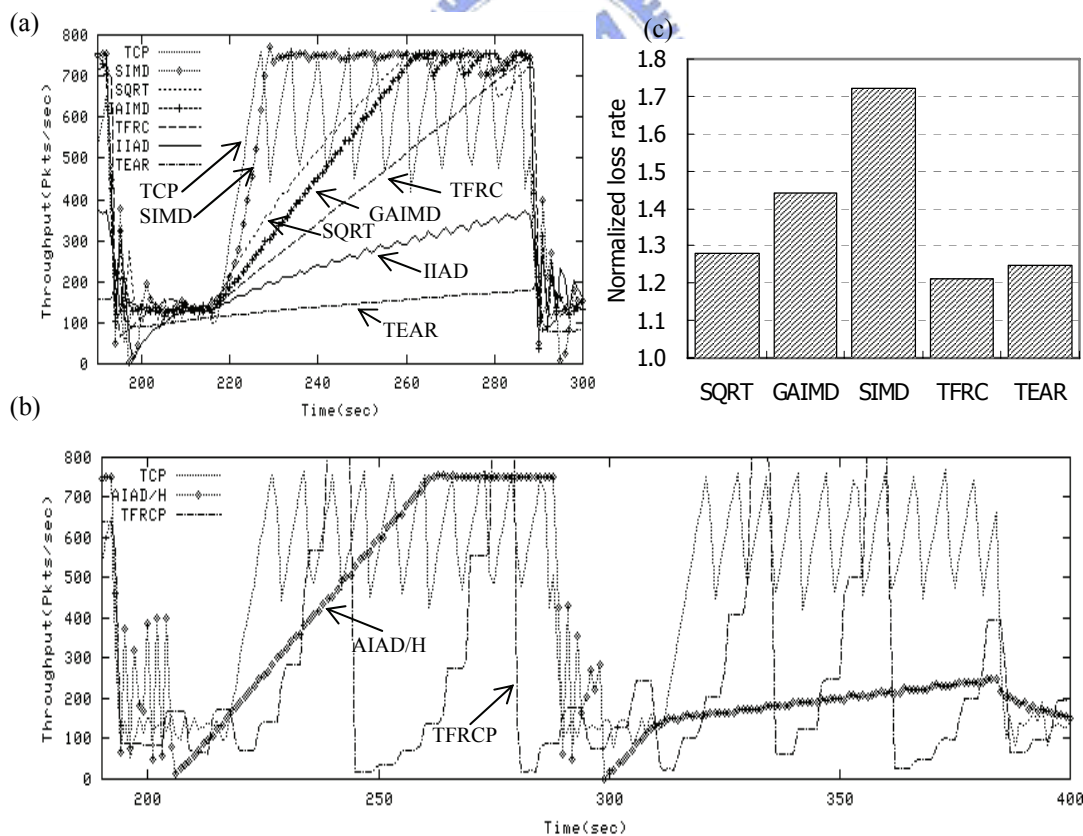 (a)
800
700
600
500
400
300
200
100
0
Throughput(Pkts/sec)
TCP
SIMD
SQRT
GAIMD
TFRC
IIAD
TEAR
TCP
SIMD
SQRT
GAIMD
TFRC
IIAD
TEAR
200
220
240
260
280
300
Time(sec)
(c)
1.8
1.7
1.6
1.5
1.4
1.3
1.2
1.1
1.0
Normalized loss rate
SQRT
GAIMD
SIMD
TFRC
TEAR
(b)
800
700
600
500
400
300
200
100
0
Throughput(Pkts/sec)
TCP
AIAD/H
TFRCP
AIAD/H
TFRCP
200
250
300
350
400
Time(sec)